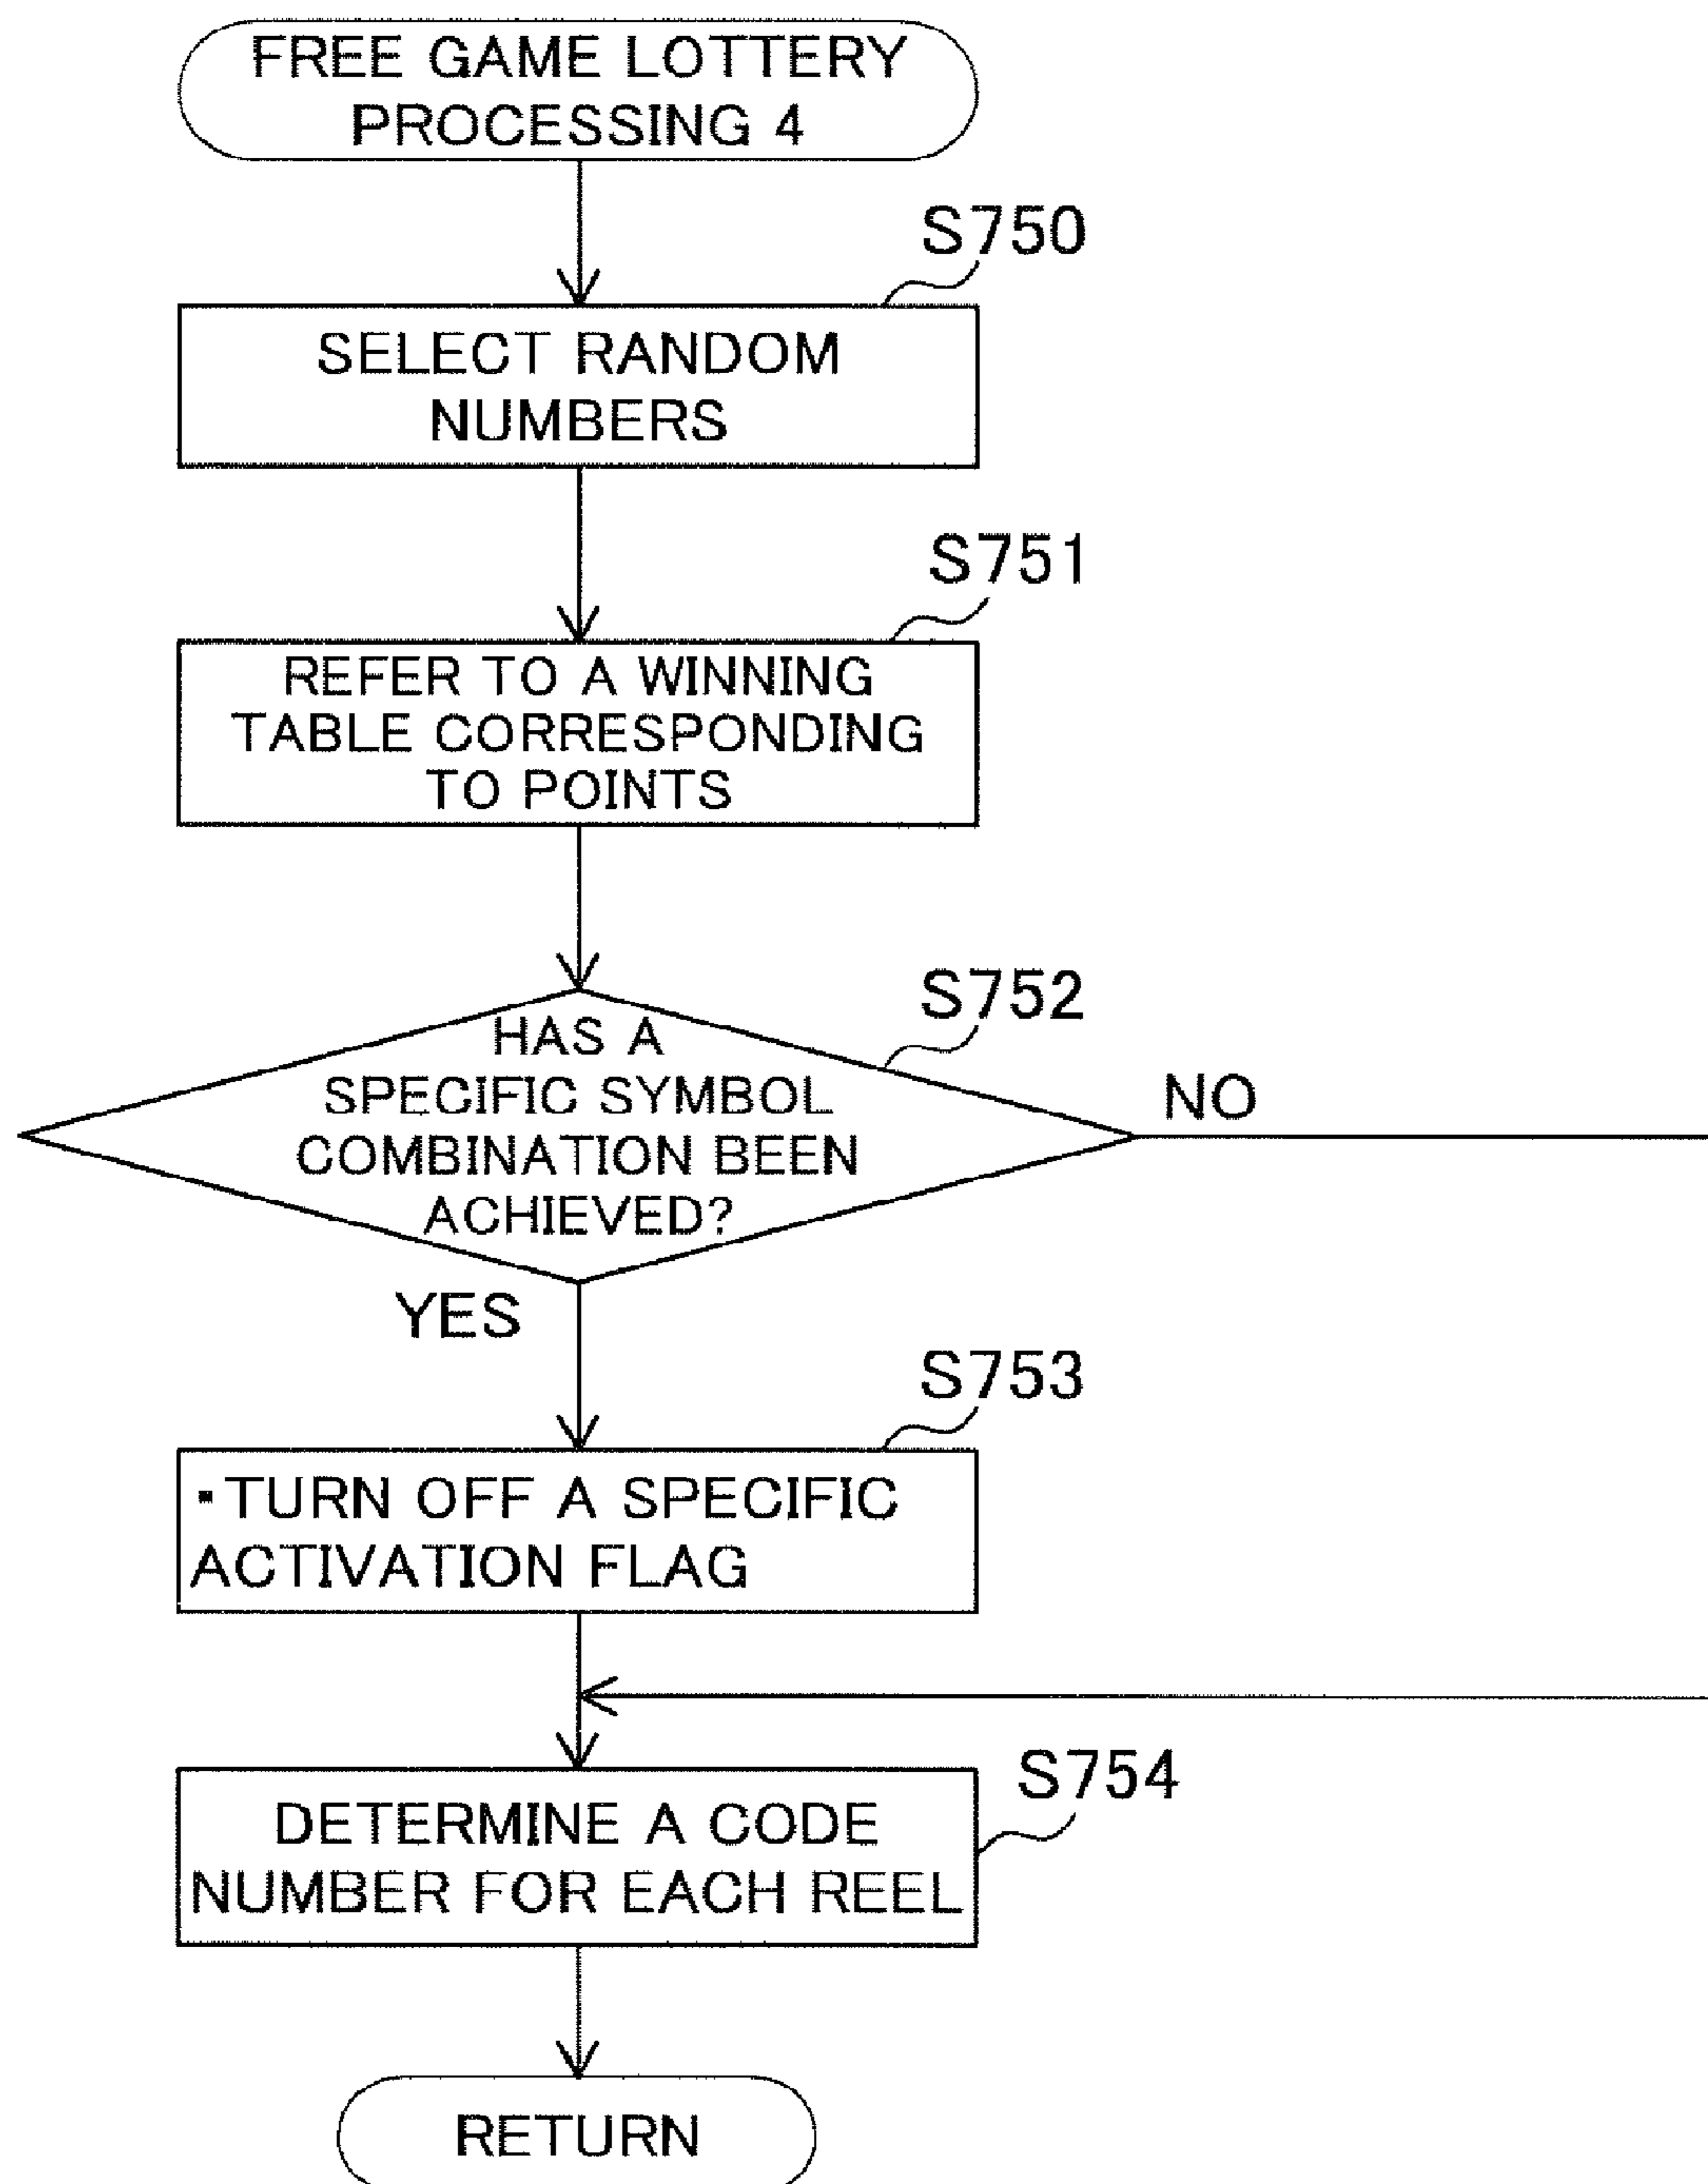 FREE GAME LOTTERY
PROCESSING 4
S750
SELECT RANDOM
NUMBERS
S751
REFER TO A WINNING
TABLE CORRESPONDING
TO POINTS
S752
HAS A
SPECIFIC SYMBOL
COMBINATION BEEN
ACHIEVED?
NO
YES
S753
▪TURN OFF A SPECIFIC
ACTIVATION FLAG
S754
DETERMINE A CODE
NUMBER FOR EACH REEL
RETURN